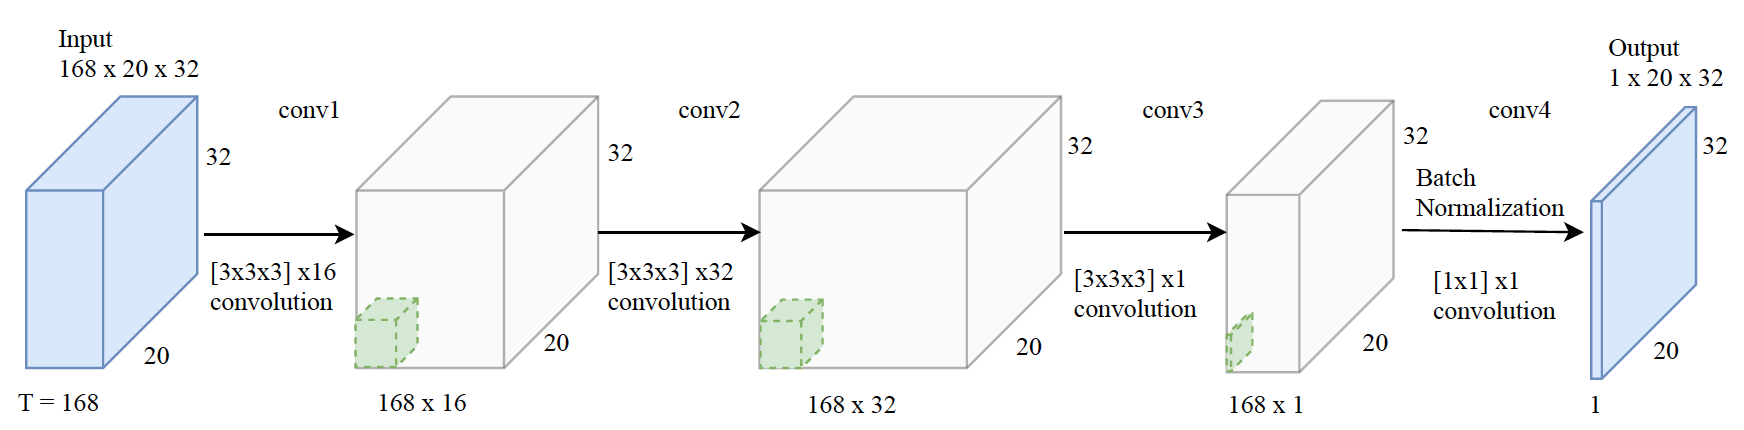 Input
168 x 20 x 32
32
20
T = 168
conv1
[3x3x3] x16
convolution
32
20
168 x 16
conv2
[3x3x3] x32
convolution
32
20
168 x 32
conv3
[3x3x3] x1
convolution
32
20
168 x 1
conv4
Batch
Normalization
[1x1] x1
convolution
Output
1 x 20 x 32
32
20
1